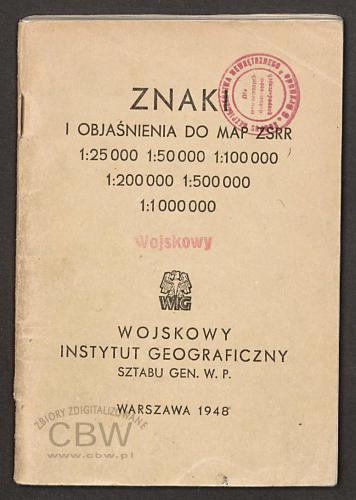 ZNAK
I OBJAŚNIENIA DO MAP ZSRR
1:25 000 1:50 000 1:100 000
1:200 000 1:500 000
1:1 000 000
Wojskowy
WIG
WOJSKOWY
INSTYTUT GEOGRAFICZNY
SZTABU GEN. W. P.
WARSZAWA 1948
ZBIORY ZDIGITALIZOWANE
CBW
www.cbw.pl